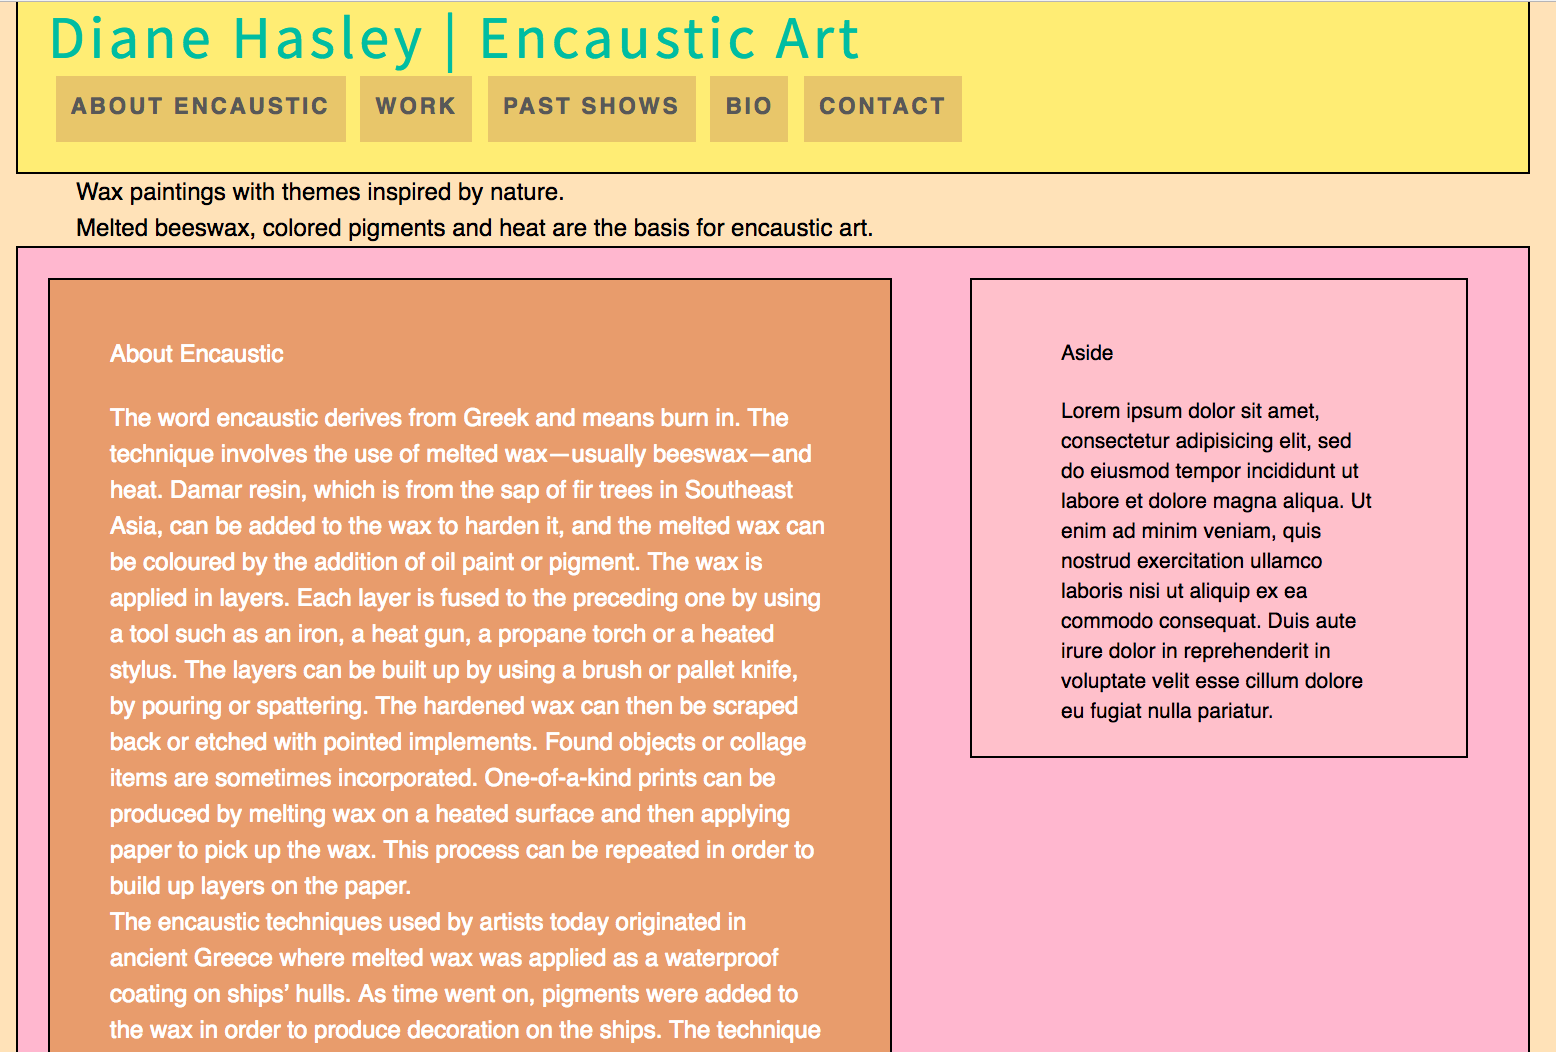 Diane Hasley | Encaustic Art
ABOUT ENCAUSTIC WORK PAST SHOWS BIO CONTACT
Wax paintings with themes inspired by nature.
Melted beeswax, colored pigments and heat are the basis for encaustic art.
About Encaustic
The word encaustic derives from Greek and means burn in. The
technique involves the use of melted wax—usually beeswax—and
heat. Damar resin, which is from the sap of fir trees in Southeast
Asia, can be added to the wax to harden it, and the melted wax can
be coloured by the addition of oil paint or pigment. The wax is
applied in layers. Each layer is fused to the preceding one by using
a tool such as an iron, a heat gun, a propane torch or a heated
stylus. The layers can be built up by using a brush or pallet knife,
by pouring or spattering. The hardened wax can then be scraped
back or etched with pointed implements. Found objects or collage
items are sometimes incorporated. One-of-a-kind prints can be
produced by melting wax on a heated surface and then applying
paper to pick up the wax. This process can be repeated in order to
build up layers on the paper.
The encaustic techniques used by artists today originated in
ancient Greece where melted wax was applied as a waterproof
coating on ships’ hulls. As time went on, pigments were added to
the wax in order to produce decoration on the ships. The technique
Aside
Lorem ipsum dolor sit amet,
consectetur adipisicing elit, sed
do eiusmod tempor incididunt ut
labore et dolore magna aliqua. Ut
enim ad minim veniam, quis
nostrud exercitation ullamco
laboris nisi ut aliquip ex ea
commodo consequat. Duis aute
irure dolor in reprehenderit in
voluptate velit esse cillum dolore
eu fugiat nulla pariatur.